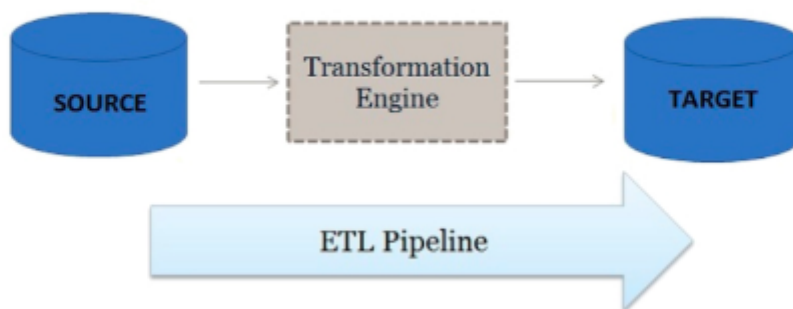 SOURCE
Transformation
Engine
TARGET
ETL Pipeline